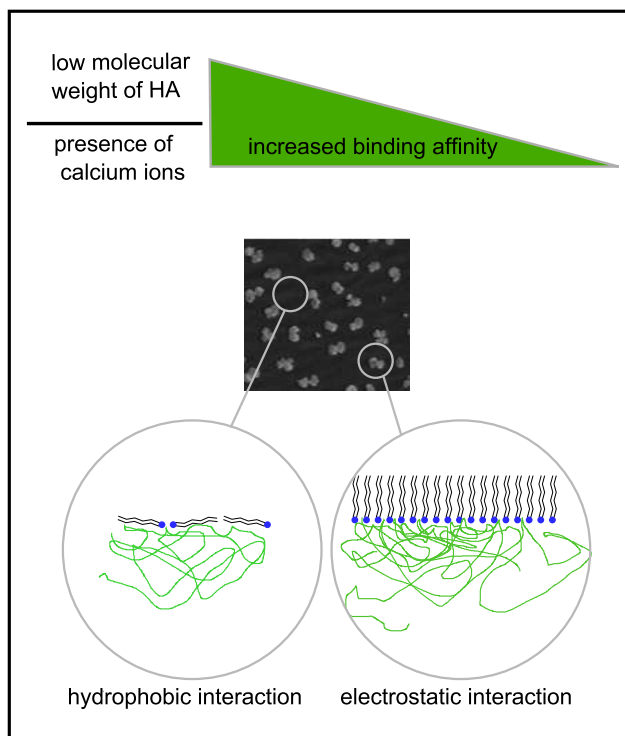 low molecular
weight of HA
presence of
calcium ions
increased binding affinity
hydrophobic interaction
electrostatic interaction